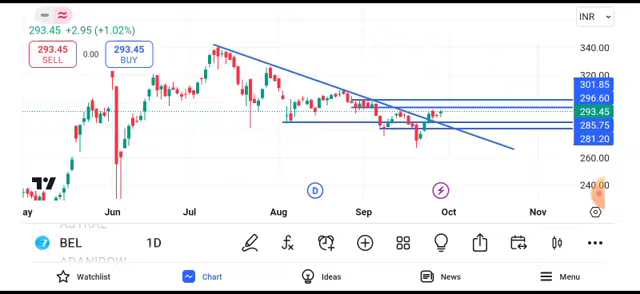 INR
293.45 +2.95 (+1.02%)
293.45 SELL
0.00
293.45 BUY
340.00
320.00
301.85
296.60
293.45
285.75
281.20
260.00
240.00
D
ay Jun Jul Aug Sep Oct Nov
ASTRAL
BEL 1D
ADANIPOW
Watchlist Chart Ideas News Menu